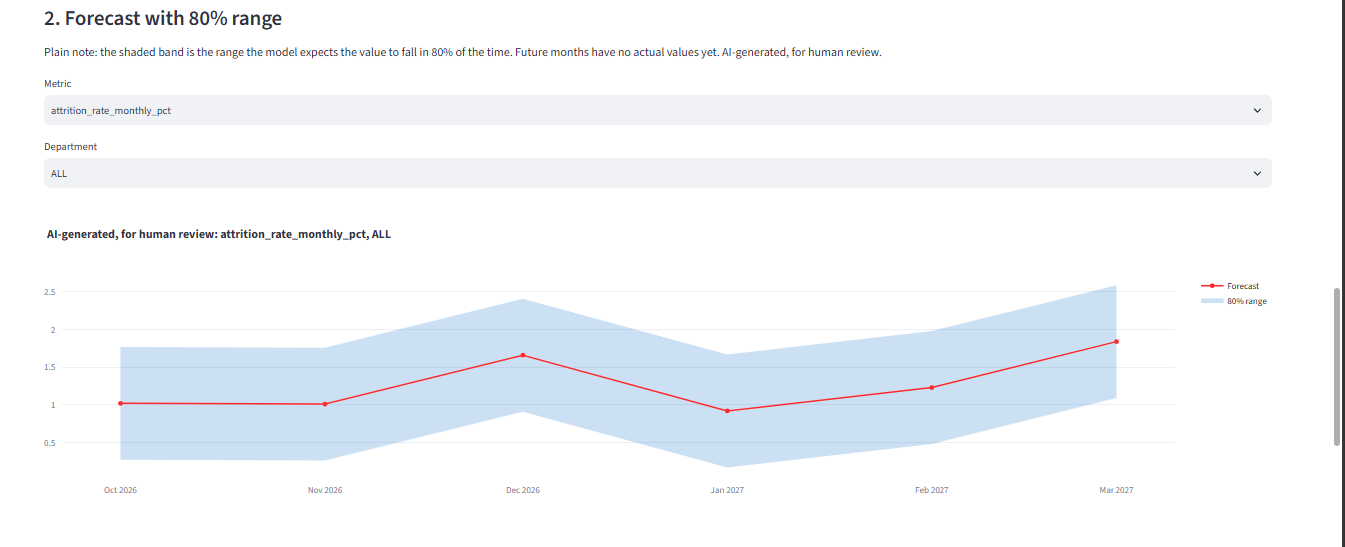 2. Forecast with 80% range
Plain note: the shaded band is the range the model expects the value to fall in 80% of the time. Future months have no actual values yet. AI-generated, for human review.
Metric
attrition_rate_monthly_pct
Department
ALL
AI-generated, for human review: attrition_rate_monthly_pct, ALL
2.5
2
1.5
1
0.5
Oct 2026
Nov 2026
Dec 2026
Jan 2027
Feb 2027
Mar 2027
Forecast
80% range